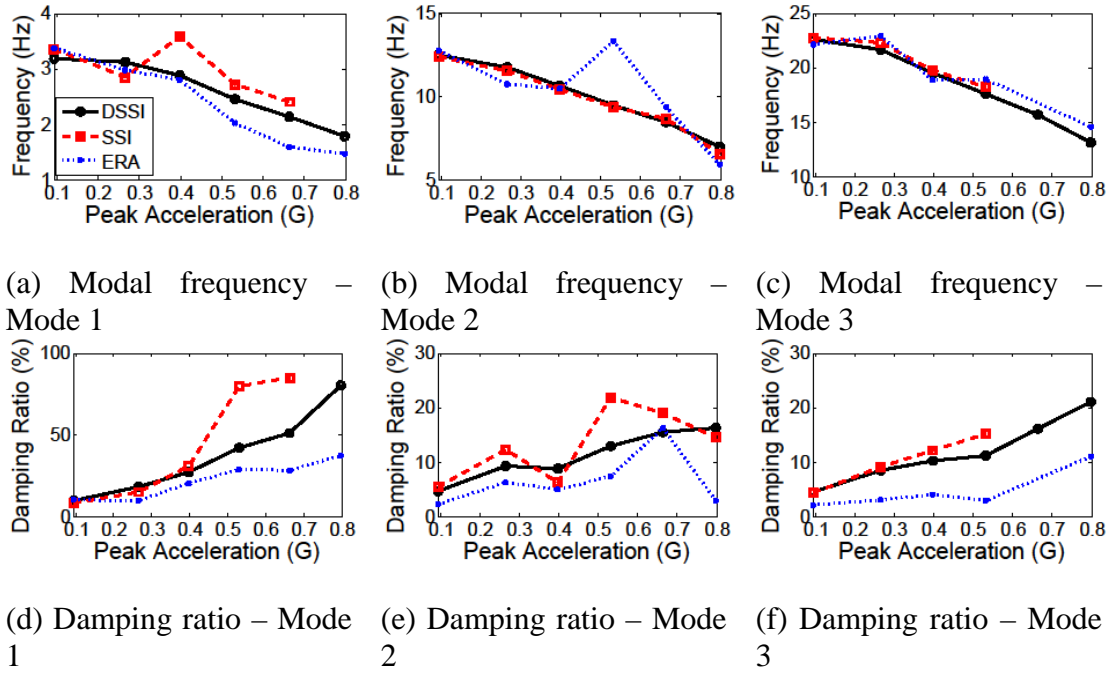 4
3
2
1
Frequency (Hz)
DSSI
SSI
ERA
0.1 0.2 0.3 0.4 0.5 0.6 0.7 0.8
Peak Acceleration (G)
15
10
5
Frequency (Hz)
0.1 0.2 0.3 0.4 0.5 0.6 0.7 0.8
Peak Acceleration (G)
25
20
15
10
Frequency (Hz)
0.1 0.2 0.3 0.4 0.5 0.6 0.7 0.8
Peak Acceleration (G)
(a) Modal frequency –
Mode 1
(b) Modal frequency –
Mode 2
(c) Modal frequency –
Mode 3
100
50
0
Damping Ratio (%)
0.1 0.2 0.3 0.4 0.5 0.6 0.7 0.8
Peak Acceleration (G)
30
20
10
0
Damping Ratio (%)
0.1 0.2 0.3 0.4 0.5 0.6 0.7 0.8
Peak Acceleration (G)
30
20
10
0
Damping Ratio (%)
0.1 0.2 0.3 0.4 0.5 0.6 0.7 0.8
Peak Acceleration (G)
(d) Damping ratio – Mode
1
(e) Damping ratio – Mode
2
(f) Damping ratio – Mode
3